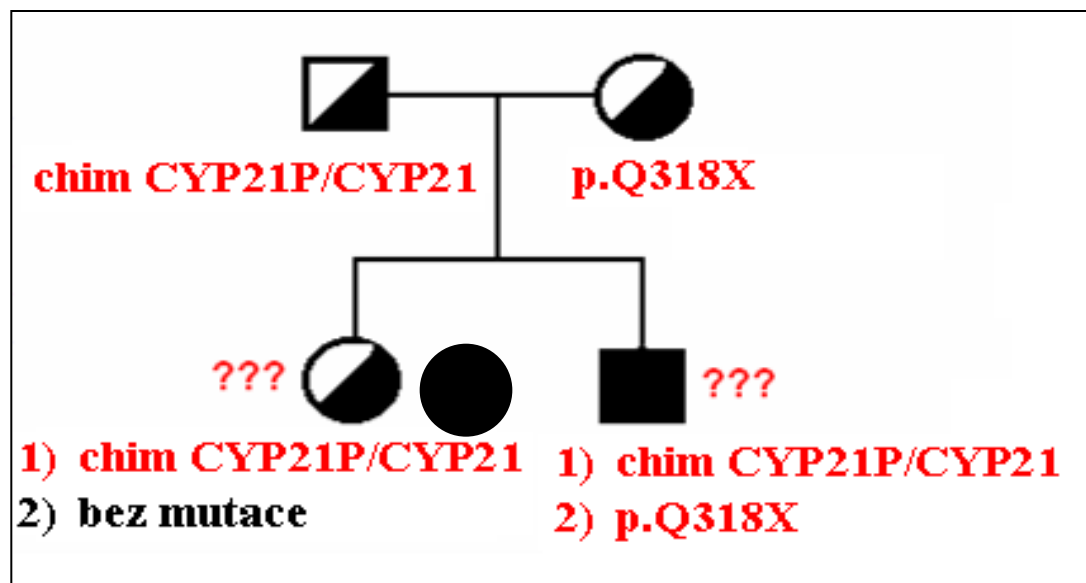 chim CYP21P/CYP21
p.Q318X
???
???
1) chim CYP21P/CYP21
2) bez mutace
1) chim CYP21P/CYP21
2) p.Q318X